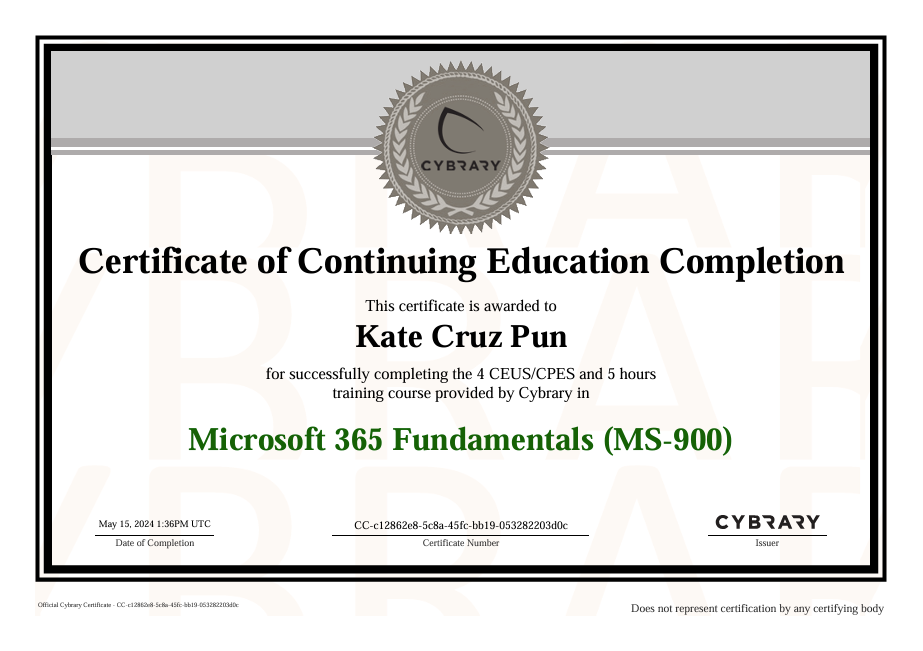 CYBRARY
Certificate of Continuing Education Completion
This certificate is awarded to
Kate Cruz Pun
for successfully completing the 4 CEUS/CPES and 5 hours
training course provided by Cybrary in
Microsoft 365 Fundamentals (MS-900)
May 15, 2024 1:36PM UTC
Date of Completion
CC-c12862e8-5c8a-45fc-bb19-053282203d0c
Certificate Number
CYBRARY
Issuer
Official Cybrary Certificate - CC-c12862e8-5c8a-45fc-bb19-053282203d0c
Does not represent certification by any certifying body